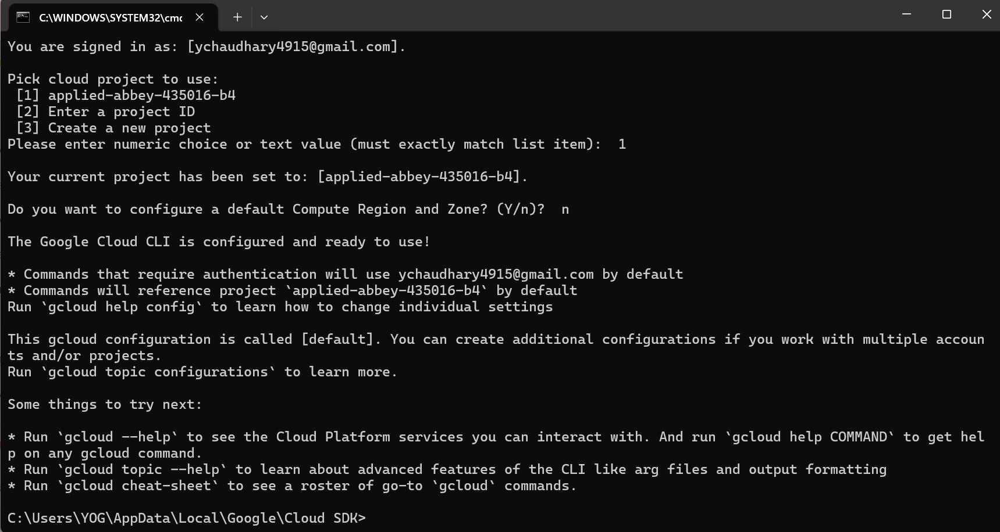 C:\WINDOWS\SYSTEM32\cmd
You are signed in as: [ychaudhary4915@gmail.com].
Pick cloud project to use:
[1] applied-abbey-435016-b4
[2] Enter a project ID
[3] Create a new project
Please enter numeric choice or text value (must exactly match list item):  1
Your current project has been set to: [applied-abbey-435016-b4].
Do you want to configure a default Compute Region and Zone? (Y/n)?  n
The Google Cloud CLI is configured and ready to use!
* Commands that require authentication will use ychaudhary4915@gmail.com by default
* Commands will reference project `applied-abbey-435016-b4` by default
Run `gcloud help config` to learn how to change individual settings
This gcloud configuration is called [default]. You can create additional configurations if you work with multiple accoun
ts and/or projects.
Run `gcloud topic configurations` to learn more.
Some things to try next:
* Run `gcloud --help` to see the Cloud Platform services you can interact with. And run `gcloud help COMMAND` to get hel
p on any gcloud command.
* Run `gcloud topic --help` to learn about advanced features of the CLI like arg files and output formatting
* Run `gcloud cheat-sheet` to see a roster of go-to `gcloud` commands.
C:\Users\YOG\AppData\Local\Google\Cloud SDK>